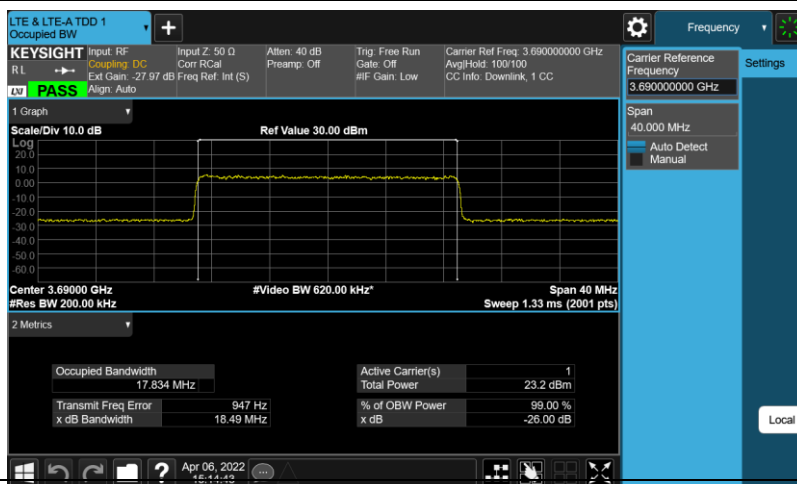 LTE & LTE-A TDD 1
Occupied BW
Frequency
KEYSIGHT
RL
LXI
PASS
Input: RF
Coupling: DC
Ext Gain: -27.97 dB
Align: Auto
Input Z: 50 Ω
Corr RCal
Freq Ref: Int (S)
Atten: 40 dB
Preamp: Off
Trig: Free Run
Gate: Off
#IF Gain: Low
Carrier Ref Freq: 3.690000000 GHz
Avg|Hold: 100/100
CC Info: Downlink, 1 CC
Carrier Reference
Frequency
3.690000000 GHz
Settings
Span
40.000 MHz
Auto Detect
Manual
1 Graph
Scale/Div 10.0 dB
Ref Value 30.00 dBm
Log
20.0
10.0
0.00
-10.0
-20.0
-30.0
-40.0
-50.0
-60.0
Center 3.69000 GHz
#Video BW 620.00 kHz*
Span 40 MHz
#Res BW 200.00 kHz
Sweep 1.33 ms (2001 pts)
2 Metrics
Occupied Bandwidth
17.834 MHz
Active Carrier(s) 1
Total Power 23.2 dBm
Transmit Freq Error 947 Hz
% of OBW Power 99.00 %
x dB Bandwidth 18.49 MHz
x dB -26.00 dB
Local
?
Apr 06, 2022
15:14:43